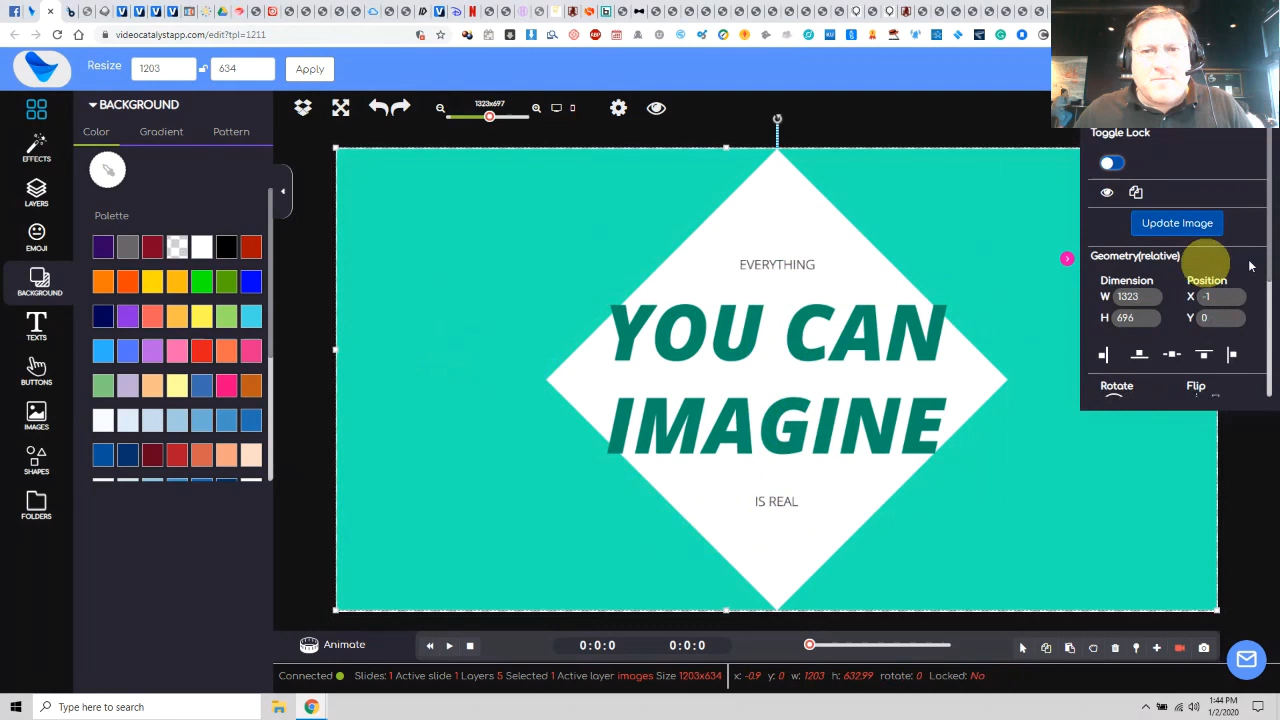 videocatalystapp.com/edit?tpl=1211
Resize 1203 634 Apply
BACKGROUND
1323x697
Color Gradient Pattern
Toggle Lock
EFFECTS
Palette
Update Image
LAYERS
Geometry(relative)
EMOJI
Dimension Position
W 1323 X -1
BACKGROUND
H 696 Y 0
TEXTS
Rotate Flip
BUTTONS
IMAGES
SHAPES
FOLDERS
EVERYTHING
YOU CAN
IMAGINE
IS REAL
Animate 0:0:0 0:0:0
Connected Slides: 1 Active slide 1 Layers 5 Selected 1 Active layer images Size 1203x634 x: -0.9 y: 0 w: 1203 h: 632.99 rotate: 0 Locked: No
Type here to search
1:44 PM
1/2/2020